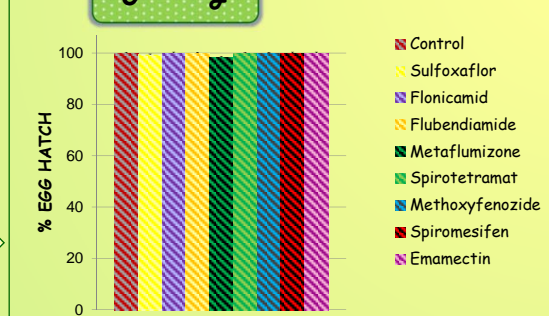 100
80
60
40
20
0
% EGG HATCH
Control
Sulfoxaflor
Flonicamid
Flubendiamide
Metaflumizone
Spirotetramat
Methoxyfenozide
Spiromesifen
Emamectin